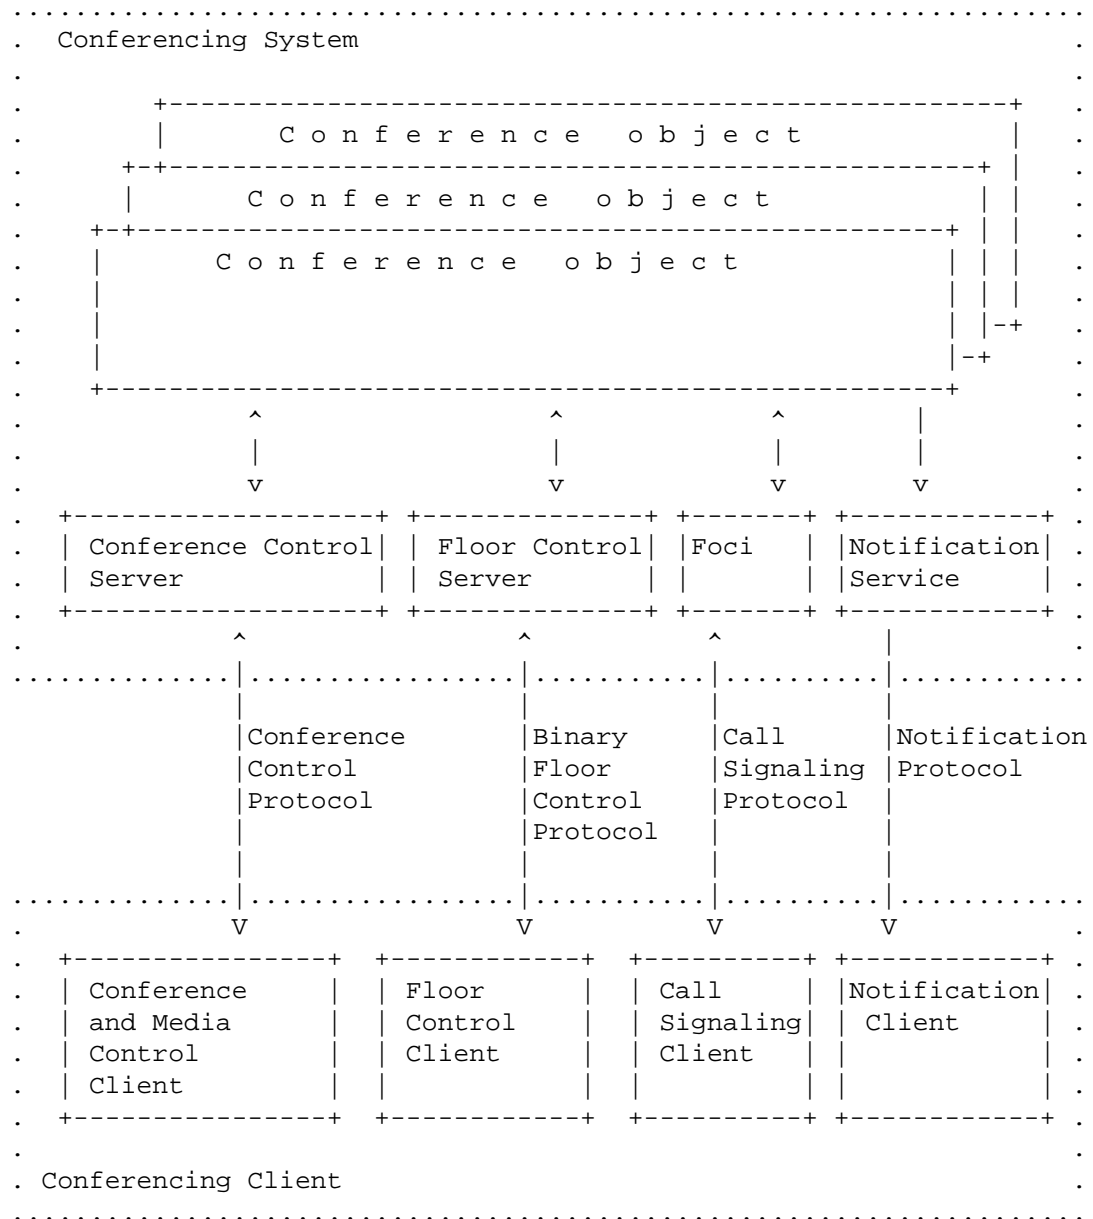 Conferencing System
C o n f e r e n c e   o b j e c t
C o n f e r e n c e   o b j e c t
C o n f e r e n c e   o b j e c t
Conference Control Floor Control Foci Notification
Server Server Service
Conference Binary Call Notification
Control Floor Signaling Protocol
Protocol Control Protocol
Protocol
Conference Floor Call Notification
and Media Control Signaling Client
Control Client Client
Client
Conferencing Client